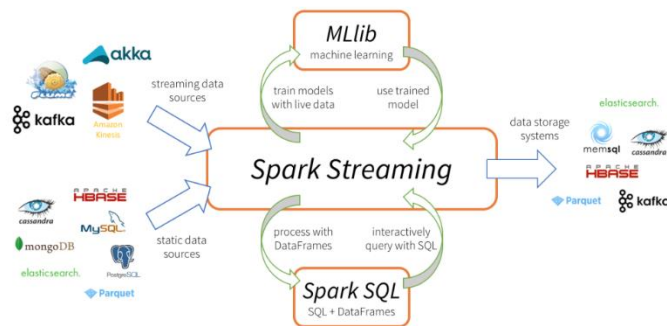 MLlib
machine learning
akka
streaming data
sources
train models
with live data
use trained
model
kafka
Amazon
Kinesis
data storage
systems
elasticsearch.
memsql
cassandra
APACHE
HBASE
Parquet
kafka
Spark Streaming
APACHE
HBASE
cassandra
MySQL
mongoDB
PostgreSQL
elasticsearch.
Parquet
static data
sources
process with
DataFrames
interactively
query with SQL
Spark SQL
SQL + DataFrames